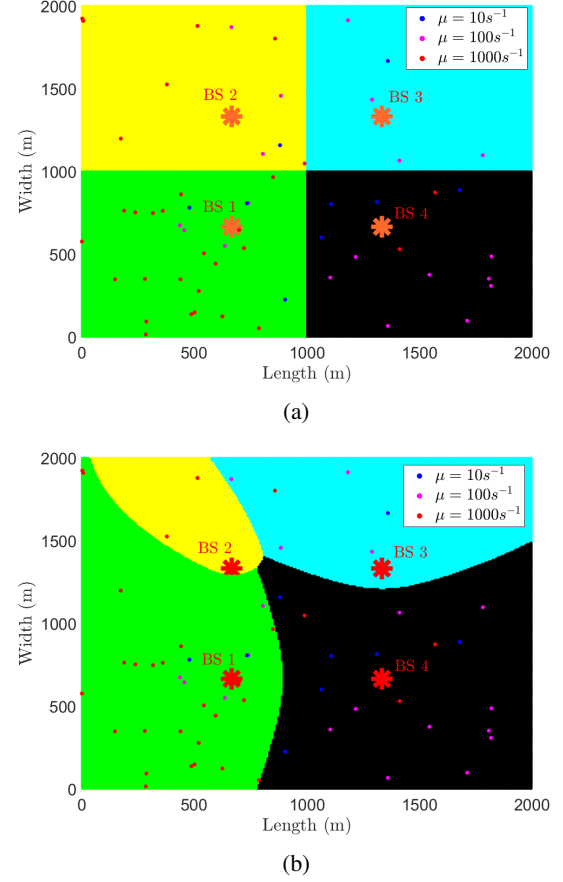 2000
1500
1000
500
0
Width (m)
μ = 10s⁻¹
μ = 100s⁻¹
μ = 1000s⁻¹
BS 2
BS 3
BS 1
BS 4
0 500 1000 1500 2000
Length (m)
(a)
2000
1500
1000
500
0
Width (m)
μ = 10s⁻¹
μ = 100s⁻¹
μ = 1000s⁻¹
BS 2
BS 3
BS 1
BS 4
0 500 1000 1500 2000
Length (m)
(b)